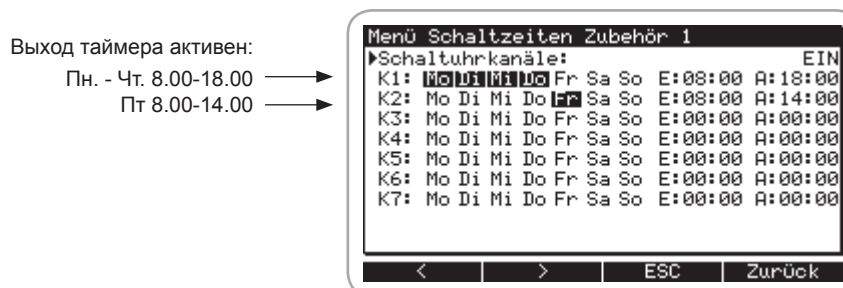 Выход таймера активен:
Пн. - Чт. 8.00-18.00
Пт 8.00-14.00
Menü Schaltzeiten Zubehör 1
Schaltuhrkanäle: EIN
K1: Mo Di Mi Do Fr Sa So E:08:00 A:18:00
K2: Mo Di Mi Do Fr Sa So E:08:00 A:14:00
K3: Mo Di Mi Do Fr Sa So E:00:00 A:00:00
K4: Mo Di Mi Do Fr Sa So E:00:00 A:00:00
K5: Mo Di Mi Do Fr Sa So E:00:00 A:00:00
K6: Mo Di Mi Do Fr Sa So E:00:00 A:00:00
K7: Mo Di Mi Do Fr Sa So E:00:00 A:00:00
< > ESC Zurück